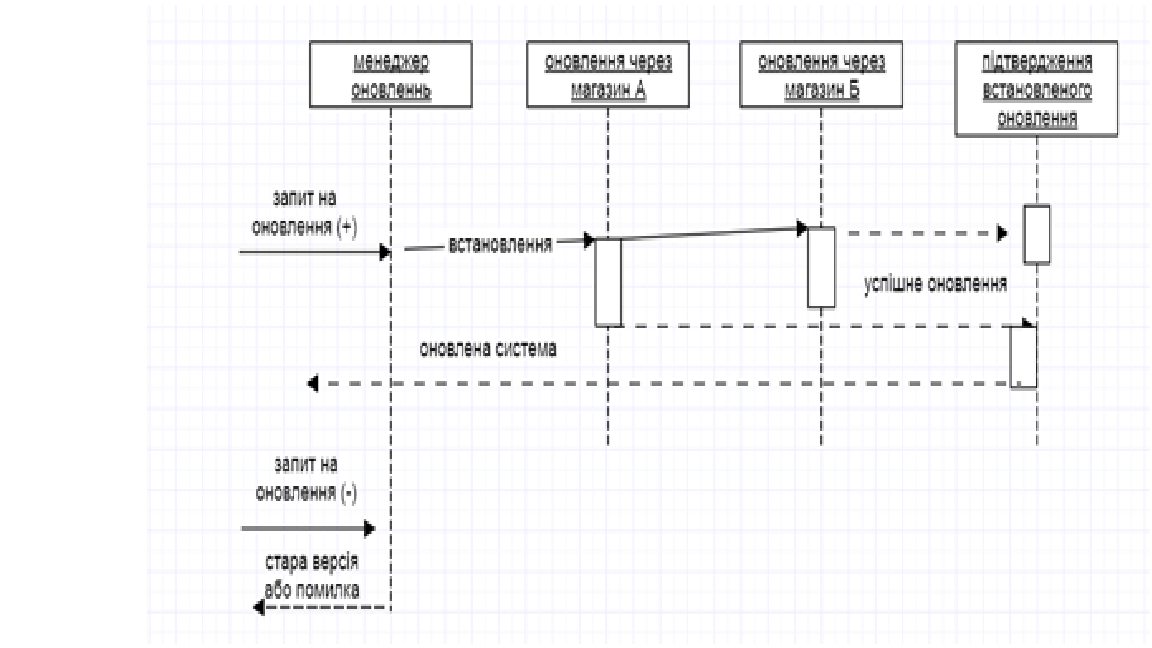 менеджер
оновленнь
оновлення через
магазин А
оновлення через
магазин Б
підтвердження
встановленого
оновлення
запит на
оновлення (+)
встановлення
успішне оновлення
оновлена система
запит на
оновлення (-)
стара версія
або помилка